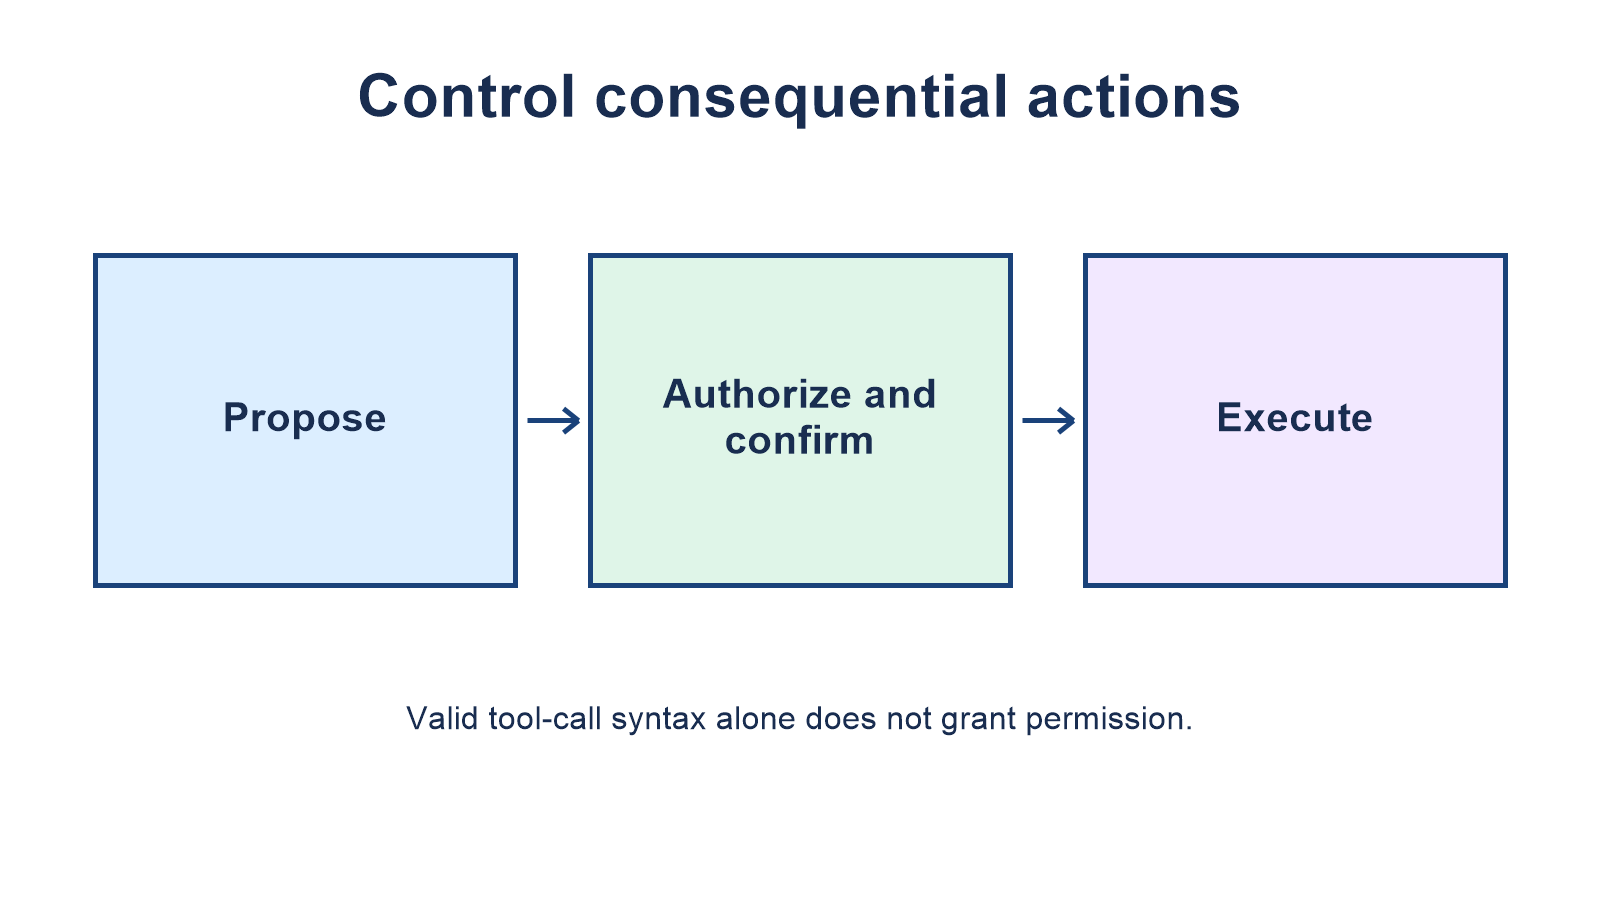 Control consequential actions
Propose
Authorize and
confirm
Execute
Valid tool-call syntax alone does not grant permission.